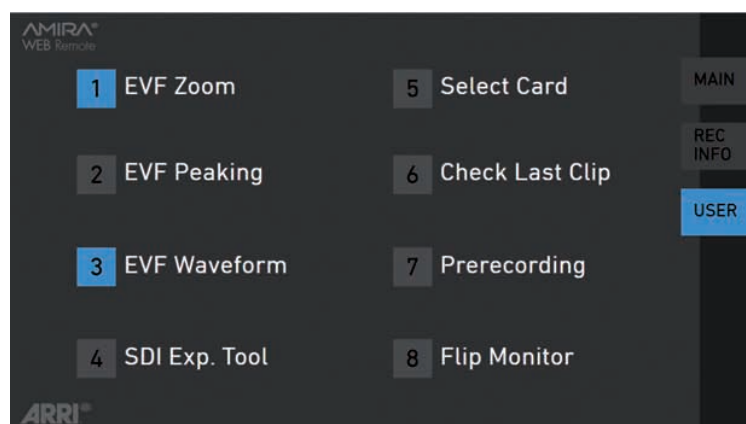 AMIRA®
WEB Remote
1 EVF Zoom
2 EVF Peaking
3 EVF Waveform
4 SDI Exp. Tool
5 Select Card
6 Check Last Clip
7 Prerecording
8 Flip Monitor
MAIN
REC
INFO
USER
ARRI®